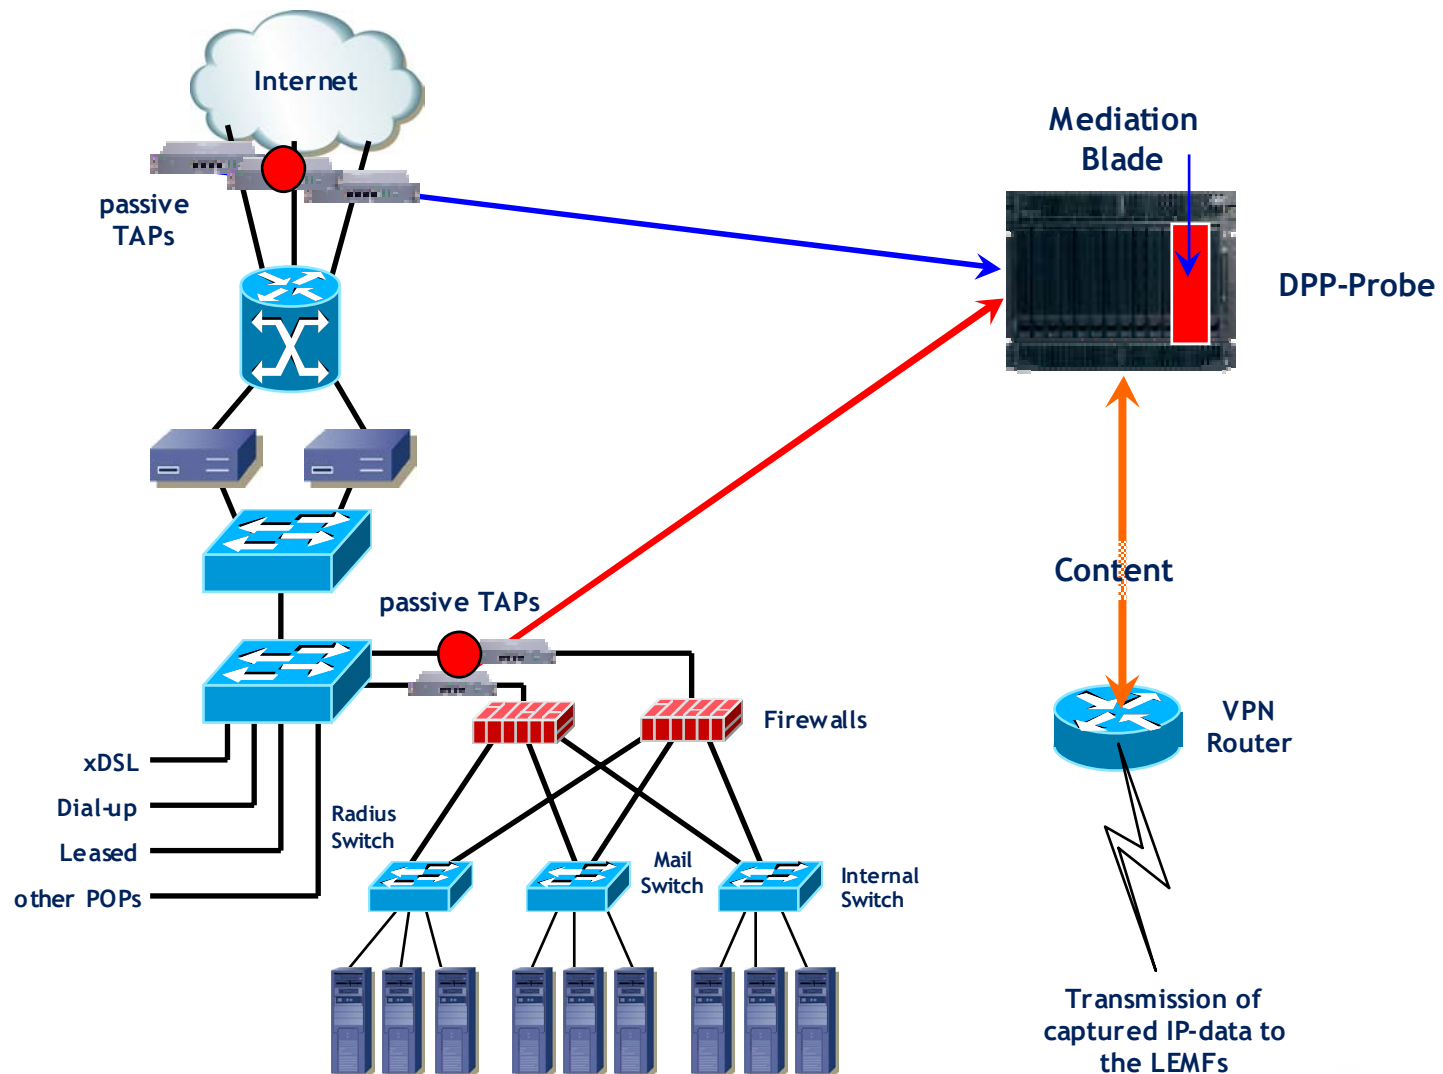 Internet
Mediation
Blade
passive
TAPs
DPP-Probe
Content
passive TAPs
Firewalls
VPN
Router
xDSL
Dial-up
Leased
other POPs
Radius
Switch
Mail
Switch
Internal
Switch
Transmission of
captured IP-data to
the LEMFs